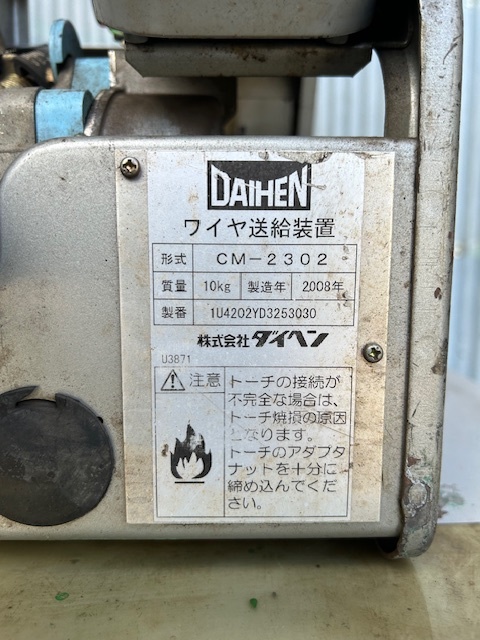 DAIHEN
ワイヤ送給装置
形式 CM-2302
質量 10kg 製造年 2008年
製番 1U4202YD3253030
株式会社ダイヘン
U3871
注意
トーチの接続が
不完全な場合は、
トーチ焼損の原因
となります。
トーチのアダプタ
ナットを十分に
締め込んでくだ
さい。